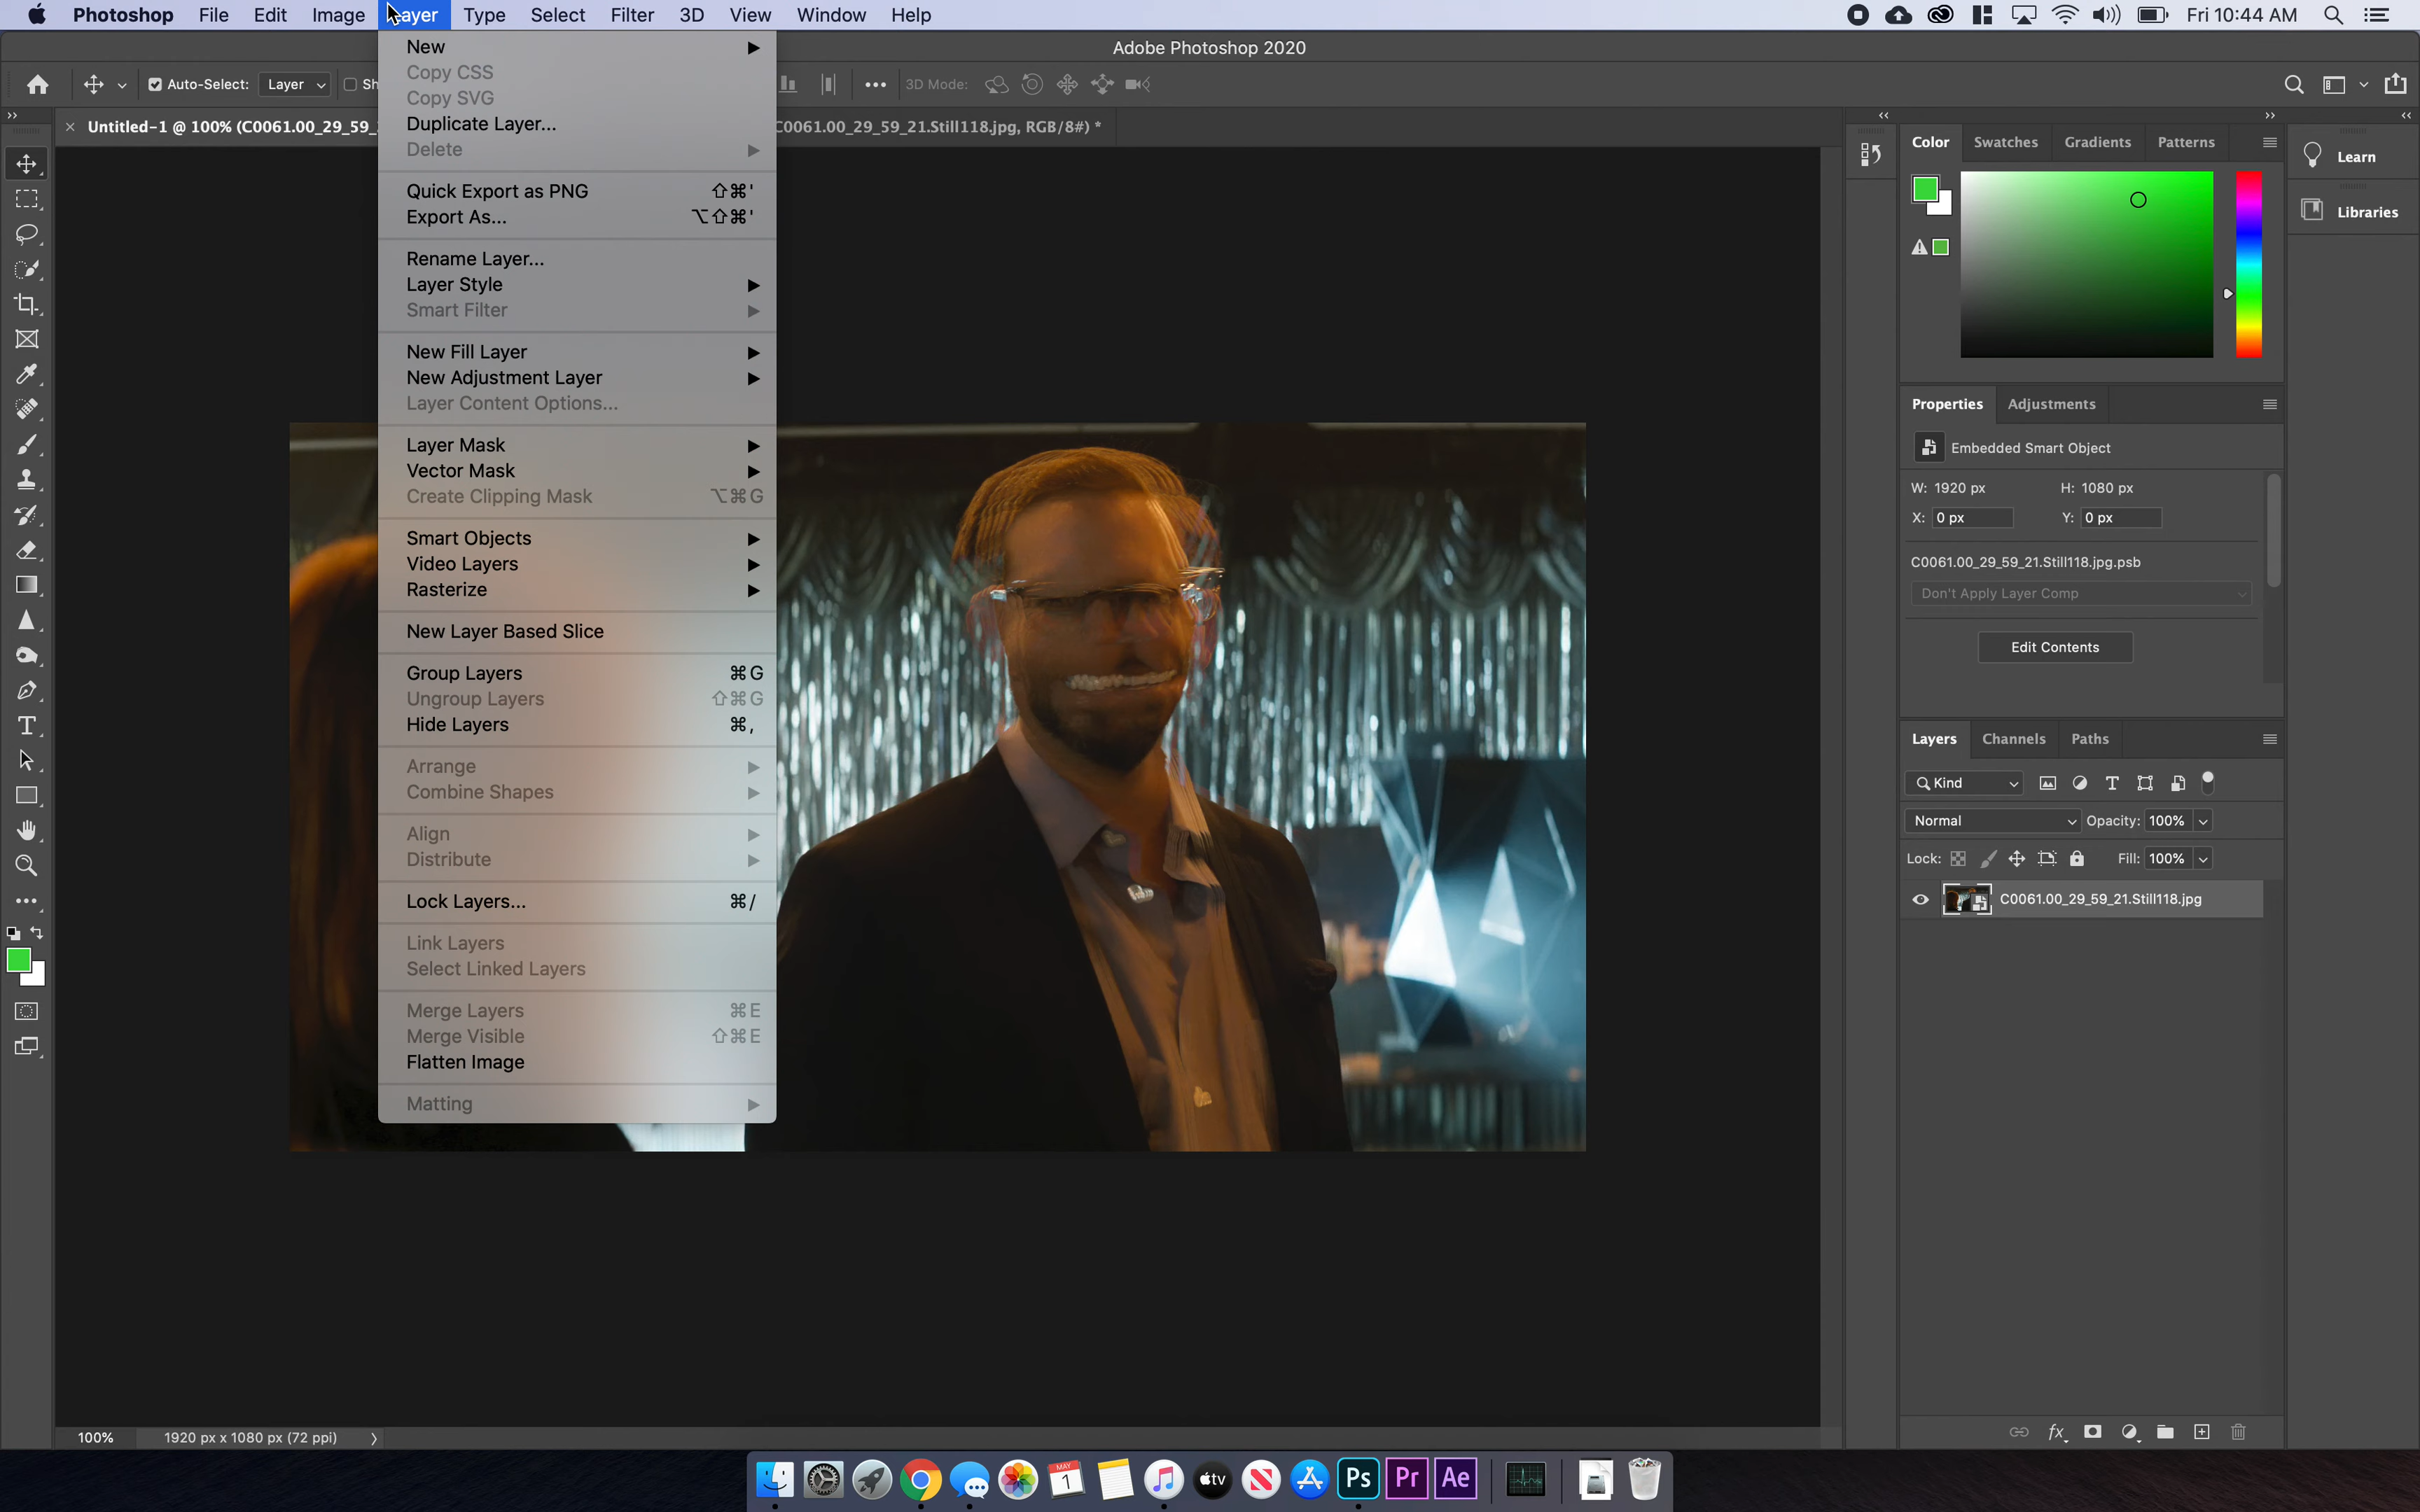 Photoshop File Edit Image Layer Type Select Filter 3D View Window Help Fri 10:44 AM
Adobe Photoshop 2020
Auto-Select: Layer Sh 3D Mode:
Untitled-1 @ 100% (C0061.00_29_59_ C0061.00_29_59_21.Still118.jpg, RGB/8#) *
New
Copy CSS
Copy SVG
Duplicate Layer...
Delete
Quick Export as PNG ⇧⌘'
Export As... ⌥⇧⌘'
Rename Layer...
Layer Style
Smart Filter
New Fill Layer
New Adjustment Layer
Layer Content Options...
Layer Mask
Vector Mask
Create Clipping Mask ⌥⌘G
Smart Objects
Video Layers
Rasterize
New Layer Based Slice
Group Layers ⌘G
Ungroup Layers ⇧⌘G
Hide Layers ⌘,
Arrange
Combine Shapes
Align
Distribute
Lock Layers... ⌘/
Link Layers
Select Linked Layers
Merge Layers ⌘E
Merge Visible ⇧⌘E
Flatten Image
Matting
Color Swatches Gradients Patterns
Learn
Libraries
Properties Adjustments
Embedded Smart Object
W: 1920 px H: 1080 px
X: 0 px Y: 0 px
C0061.00_29_59_21.Still118.jpg.psb
Don't Apply Layer Comp
Edit Contents
Layers Channels Paths
Kind
Normal Opacity: 100%
Lock: Fill: 100%
C0061.00_29_59_21.Still118.jpg
fx
100% 1920 px x 1080 px (72 ppi)
MAY
1
tv
Ps Pr Ae